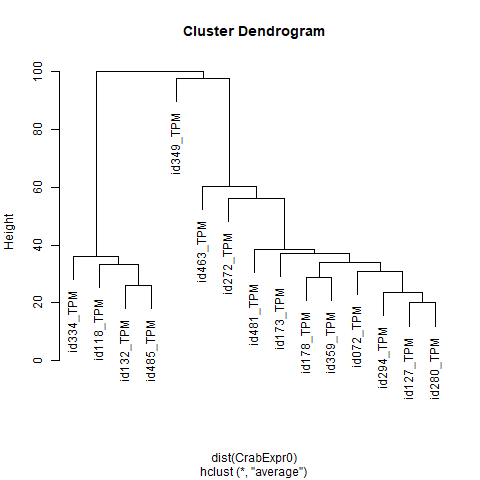 Cluster Dendrogram
Height
0
20
40
60
80
100
id334_TPM
id118_TPM
id132_TPM
id485_TPM
id349_TPM
id463_TPM
id272_TPM
id481_TPM
id173_TPM
id178_TPM
id359_TPM
id072_TPM
id294_TPM
id127_TPM
id280_TPM
dist(CrabExpr0)
hclust (*, "average")